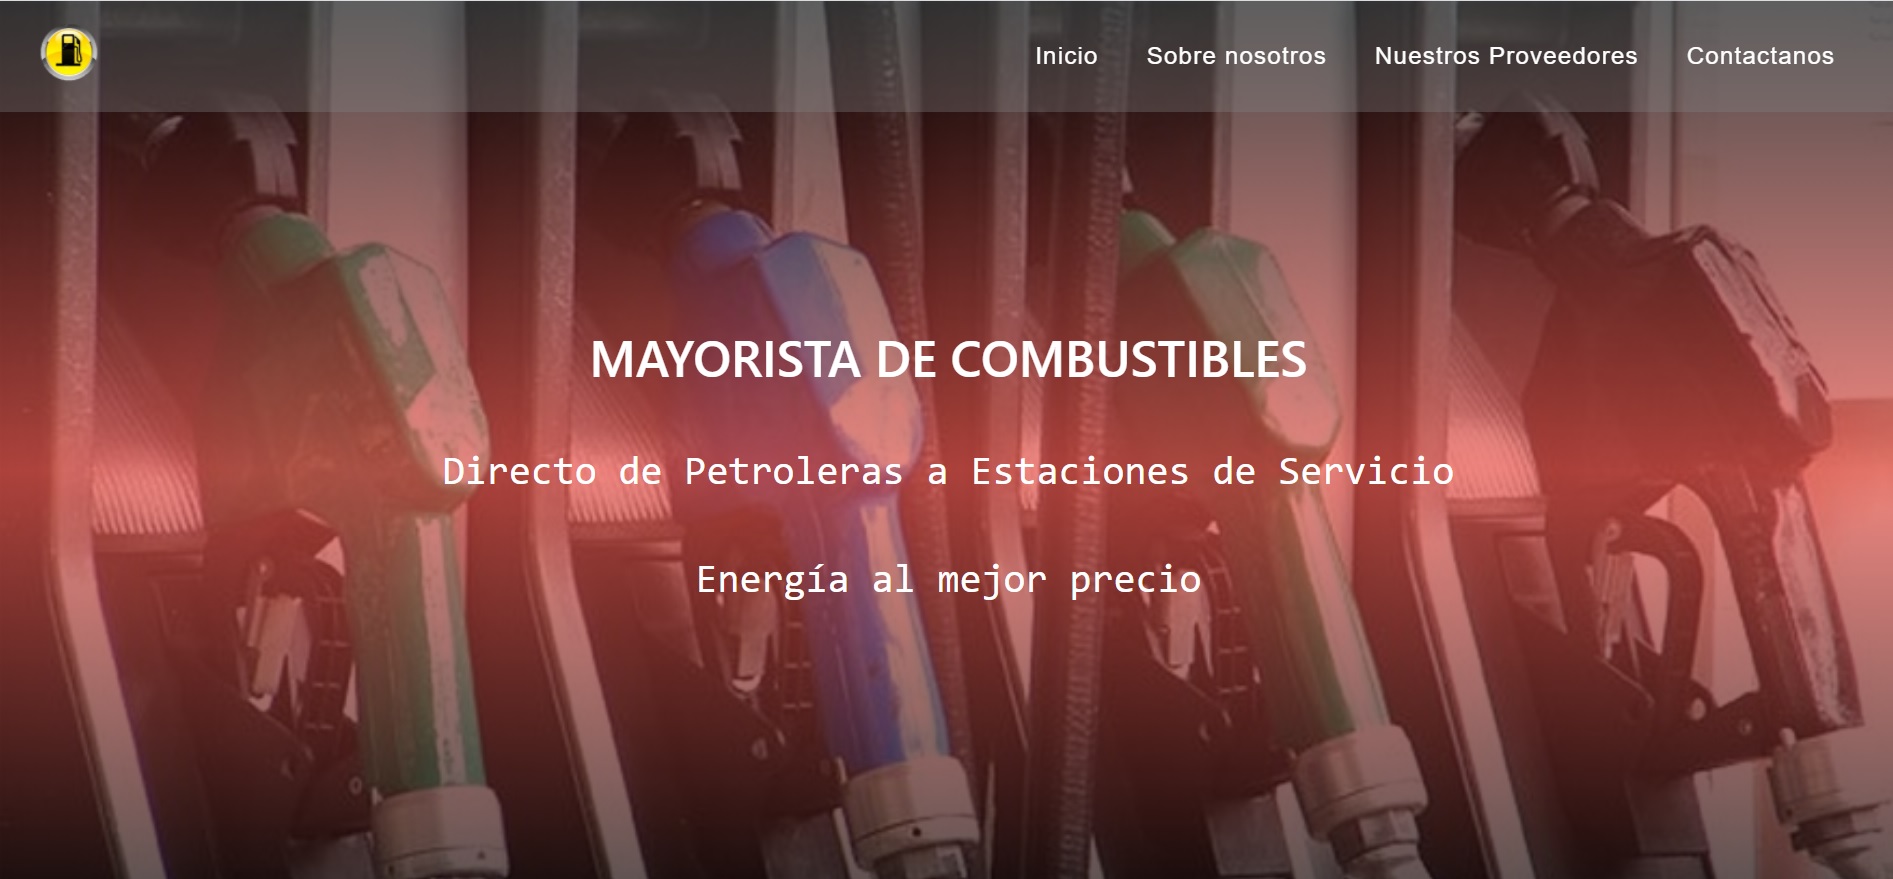 Inicio
Sobre nosotros
Nuestros Proveedores
Contactanos
MAYORISTA DE COMBUSTIBLES
Directo de Petroleras a Estaciones de Servicio
Energía al mejor precio